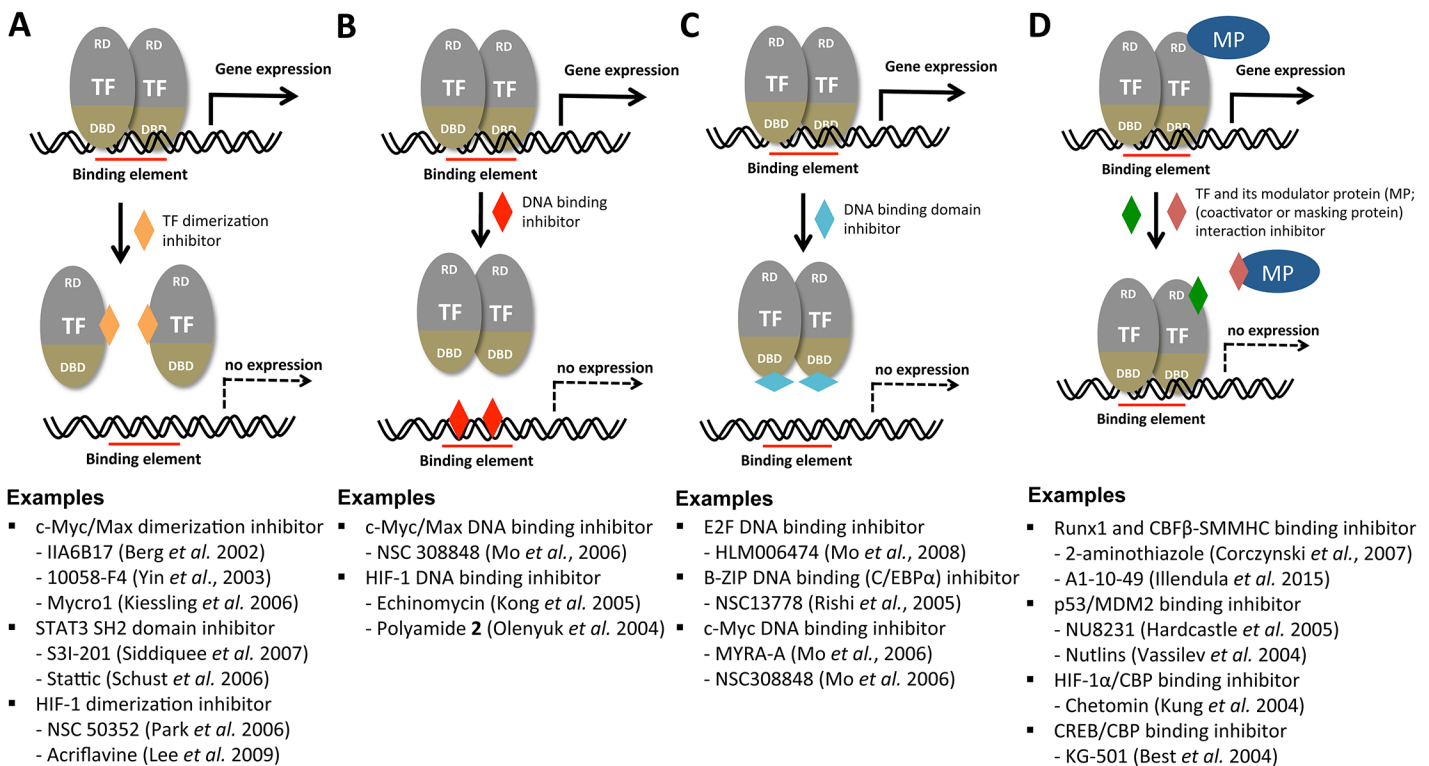 A
RD
RD
TF
TF
DBD
DBD
Gene expression
Binding element
TF dimerization
inhibitor
RD
RD
TF
TF
DBD
DBD
no expression
Binding element
Examples
▪ c-Myc/Max dimerization inhibitor
- IIA6B17 (Berg et al. 2002)
- 10058-F4 (Yin et al., 2003)
- Mycro1 (Kiessling et al. 2006)
▪ STAT3 SH2 domain inhibitor
- S3I-201 (Siddiquee et al. 2007)
- Stattic (Schust et al. 2006)
▪ HIF-1 dimerization inhibitor
- NSC 50352 (Park et al. 2006)
- Acriflavine (Lee et al. 2009)
B
RD
RD
TF
TF
DBD
DBD
Gene expression
Binding element
DNA binding
inhibitor
RD
RD
TF
TF
DBD
DBD
no expression
Binding element
Examples
▪ c-Myc/Max DNA binding inhibitor
- NSC 308848 (Mo et al., 2006)
▪ HIF-1 DNA binding inhibitor
- Echinomycin (Kong et al. 2005)
- Polyamide 2 (Olenyuk et al. 2004)
C
RD
RD
TF
TF
DBD
DBD
Gene expression
Binding element
DNA binding domain
inhibitor
RD
RD
TF
TF
DBD
DBD
no expression
Binding element
Examples
▪ E2F DNA binding inhibitor
- HLM006474 (Mo et al., 2008)
▪ B-ZIP DNA binding (C/EBPα) inhibitor
- NSC13778 (Rishi et al., 2005)
▪ c-Myc DNA binding inhibitor
- MYRA-A (Mo et al., 2006)
- NSC308848 (Mo et al. 2006)
D
RD
RD
MP
TF
TF
DBD
DBD
Gene expression
Binding element
TF and its modulator protein (MP;
(coactivator or masking protein)
interaction inhibitor
MP
RD
RD
TF
TF
DBD
DBD
no expression
Binding element
Examples
▪ Runx1 and CBFβ-SMMHC binding inhibitor
- 2-aminothiazole (Corczynski et al., 2007)
- A1-10-49 (Illendula et al. 2015)
▪ p53/MDM2 binding inhibitor
- NU8231 (Hardcastle et al. 2005)
- Nutlins (Vassilev et al. 2004)
▪ HIF-1α/CBP binding inhibitor
- Chetomin (Kung et al. 2004)
▪ CREB/CBP binding inhibitor
- KG-501 (Best et al. 2004)